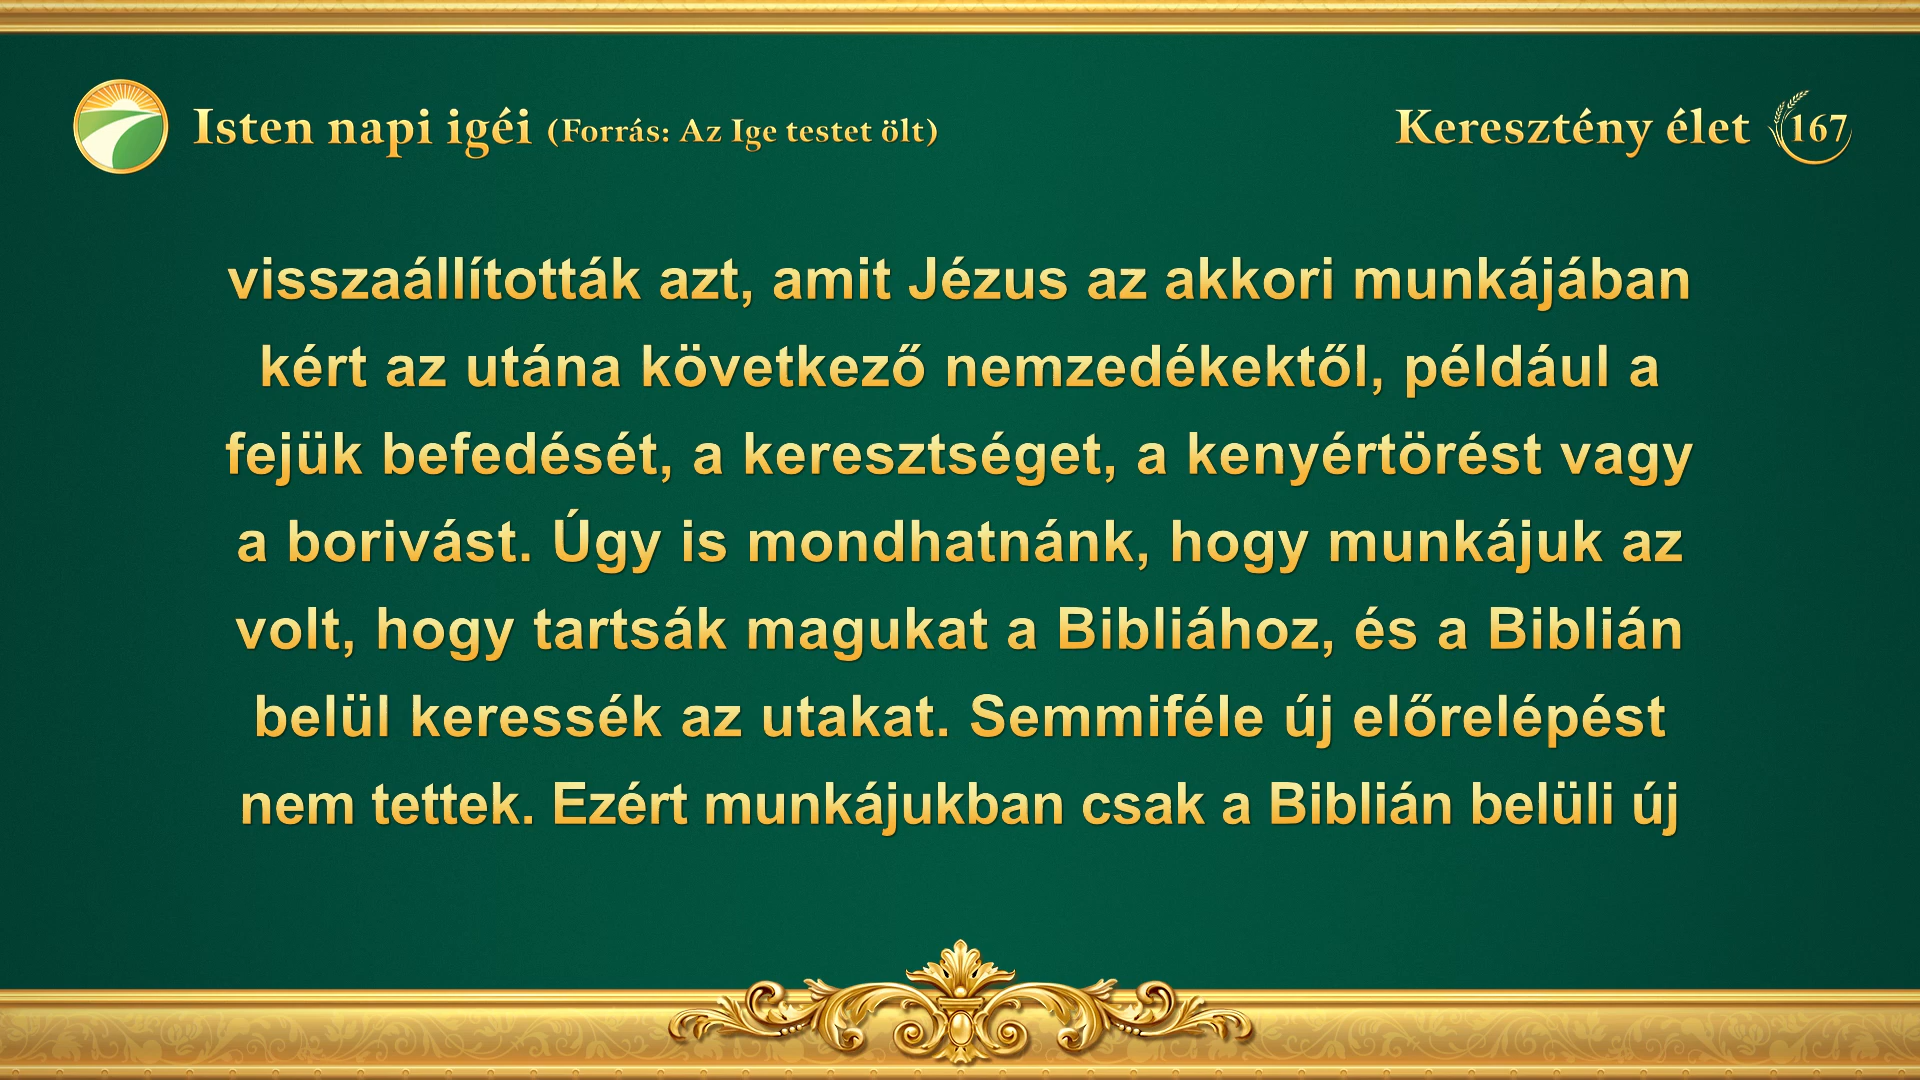 Isten napi igéi (Forrás: Az Ige testet ölt)
Keresztény élet 167
visszaállították azt, amit Jézus az akkori munkájában
kért az utána következő nemzedékektől, például a
fejük befedését, a keresztséget, a kenyértörést vagy
a borivást. Úgy is mondhatnánk, hogy munkájuk az
volt, hogy tartsák magukat a Bibliához, és a Biblián
belül keressék az utakat. Semmiféle új előrelépést
nem tettek. Ezért munkájukban csak a Biblián belüli új